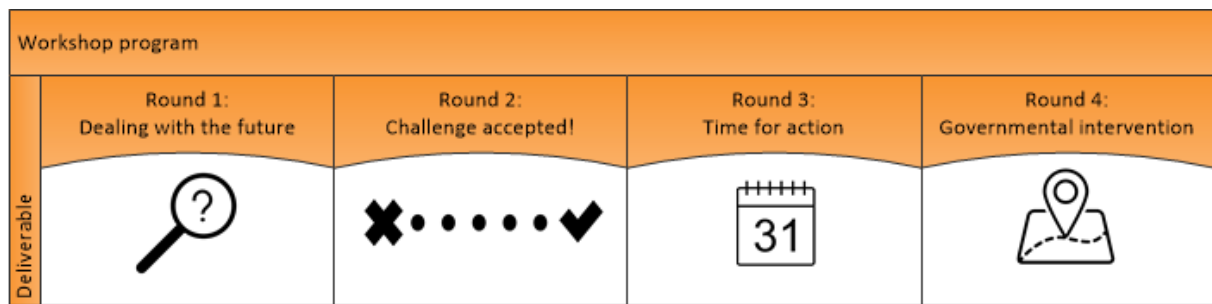 Workshop program
Round 1:
Dealing with the future
Round 2:
Challenge accepted!
Round 3:
Time for action
Round 4:
Governmental intervention
Deliverable
?
31